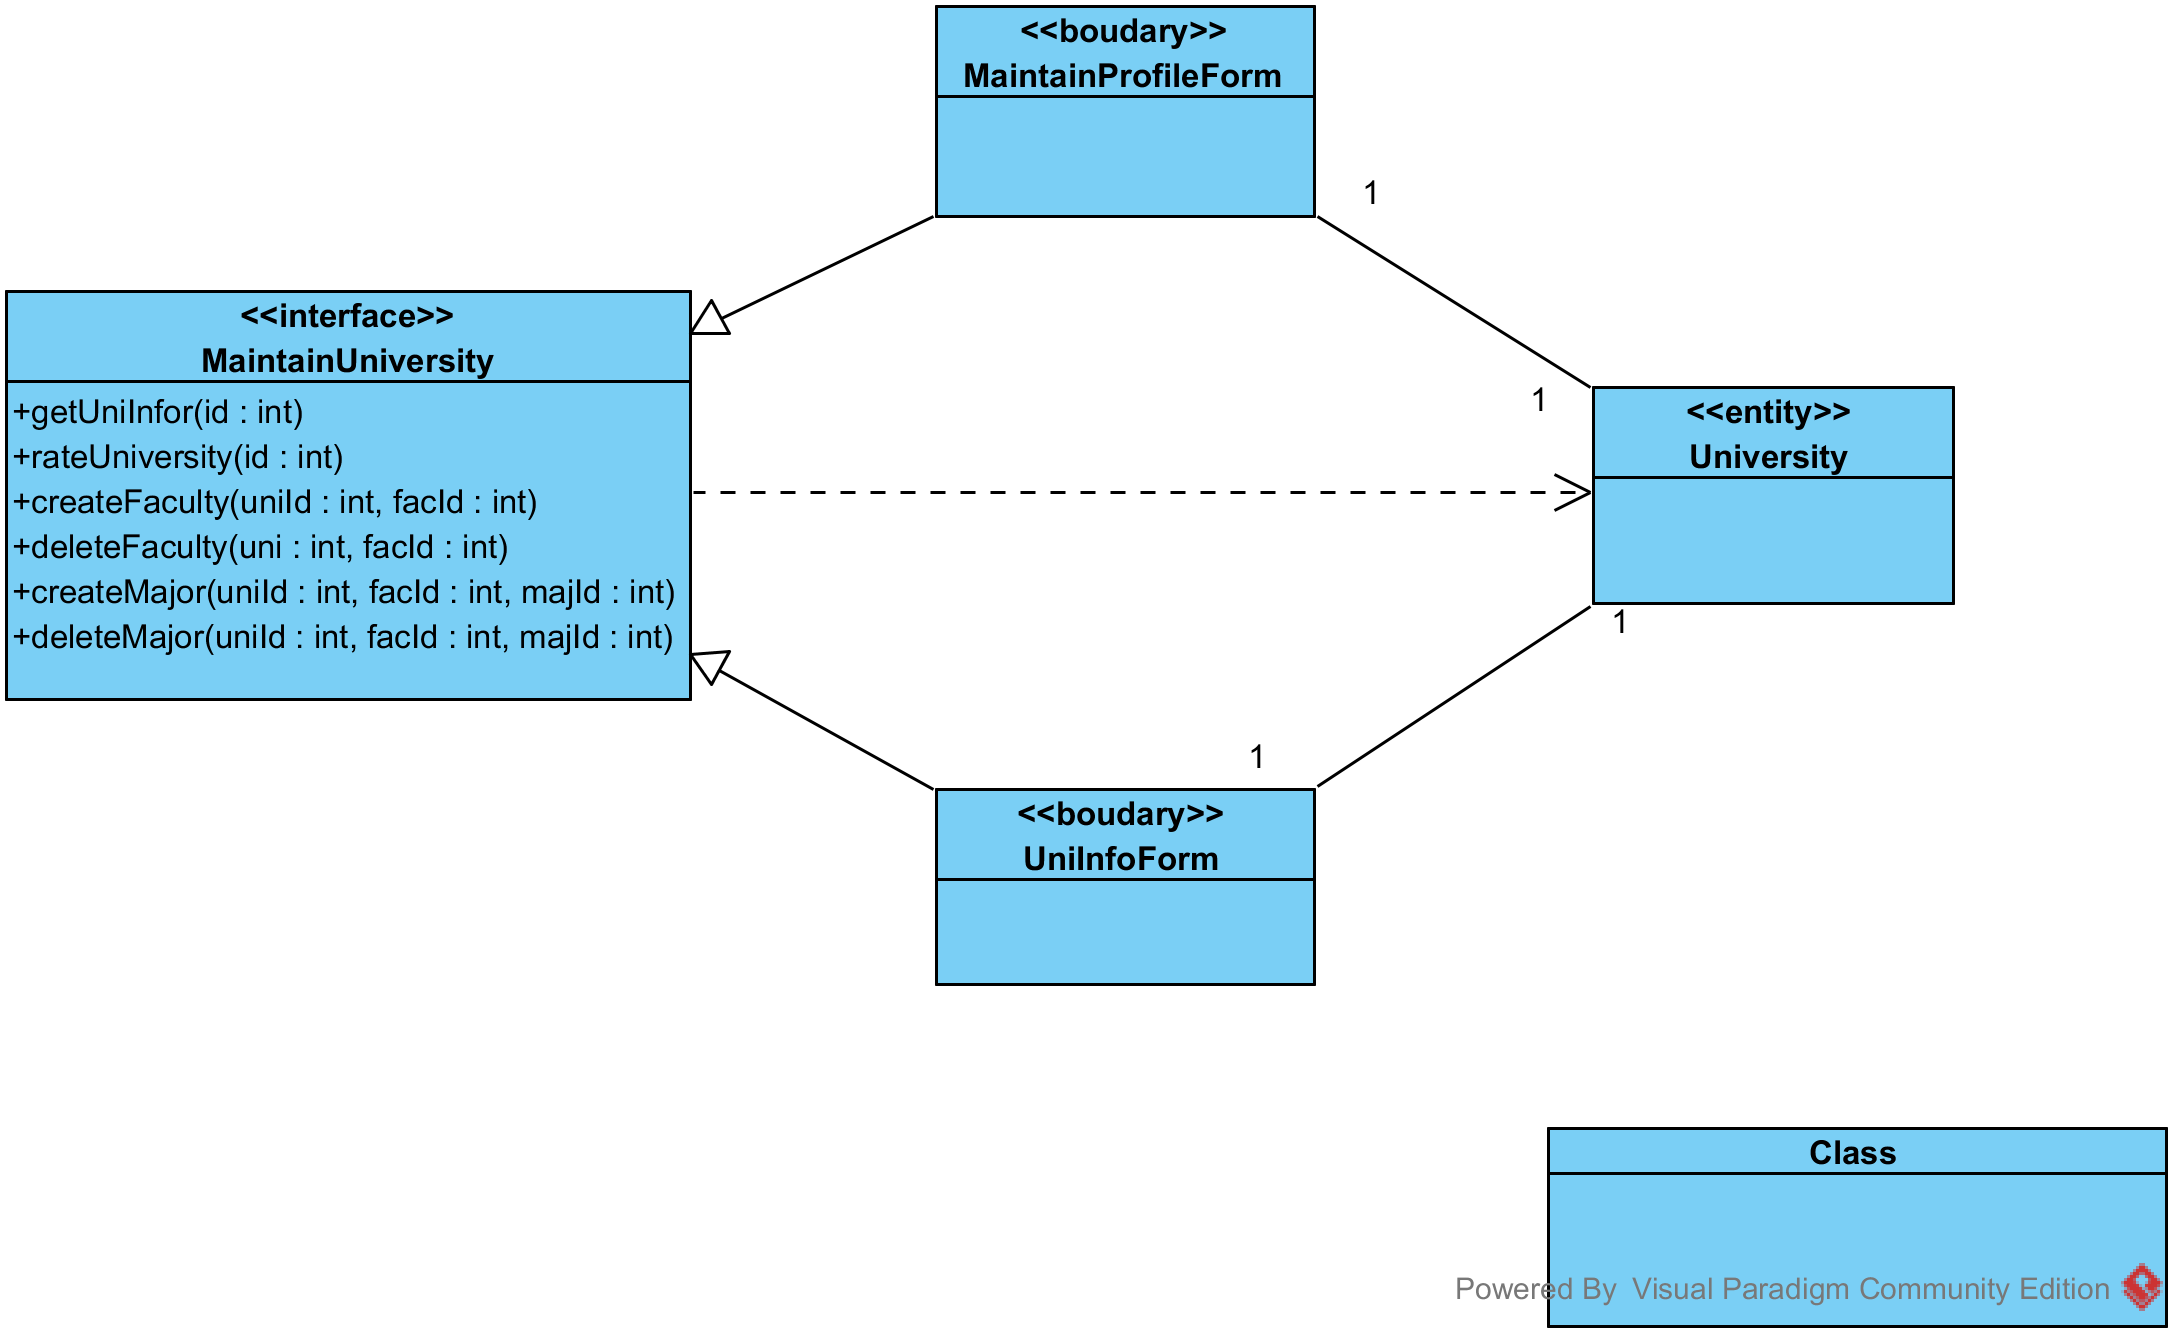 <<boudary>>
MaintainProfileForm
1
<<interface>>
MaintainUniversity
+getUniInfor(id : int)
+rateUniversity(id : int)
+createFaculty(uniId : int, facId : int)
+deleteFaculty(uni : int, facId : int)
+createMajor(uniId : int, facId : int, majId : int)
+deleteMajor(uniId : int, facId : int, majId : int)
1
<<entity>>
University
1
1
<<boudary>>
UniInfoForm
Class
Powered By Visual Paradigm Community Edition